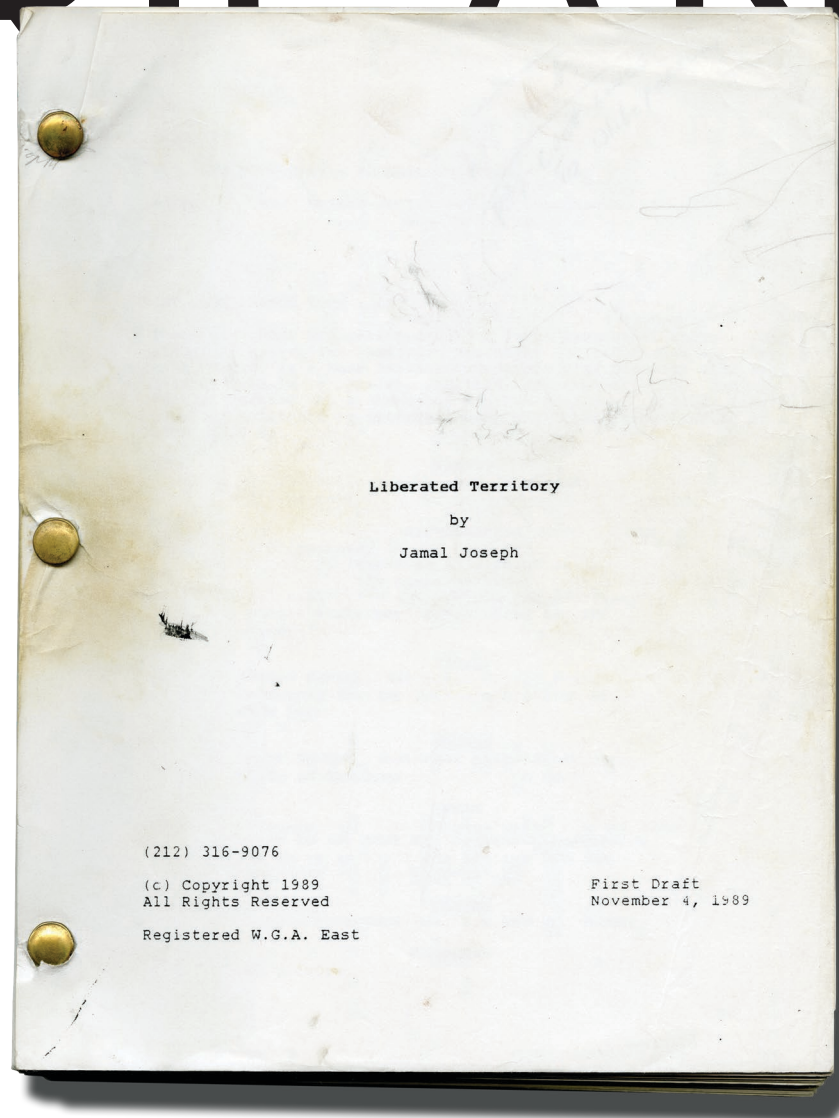 Liberated Territory
by
Jamal Joseph
(212) 316-9076
(c) Copyright 1989
All Rights Reserved
First Draft
November 4, 1989
Registered W.G.A. East